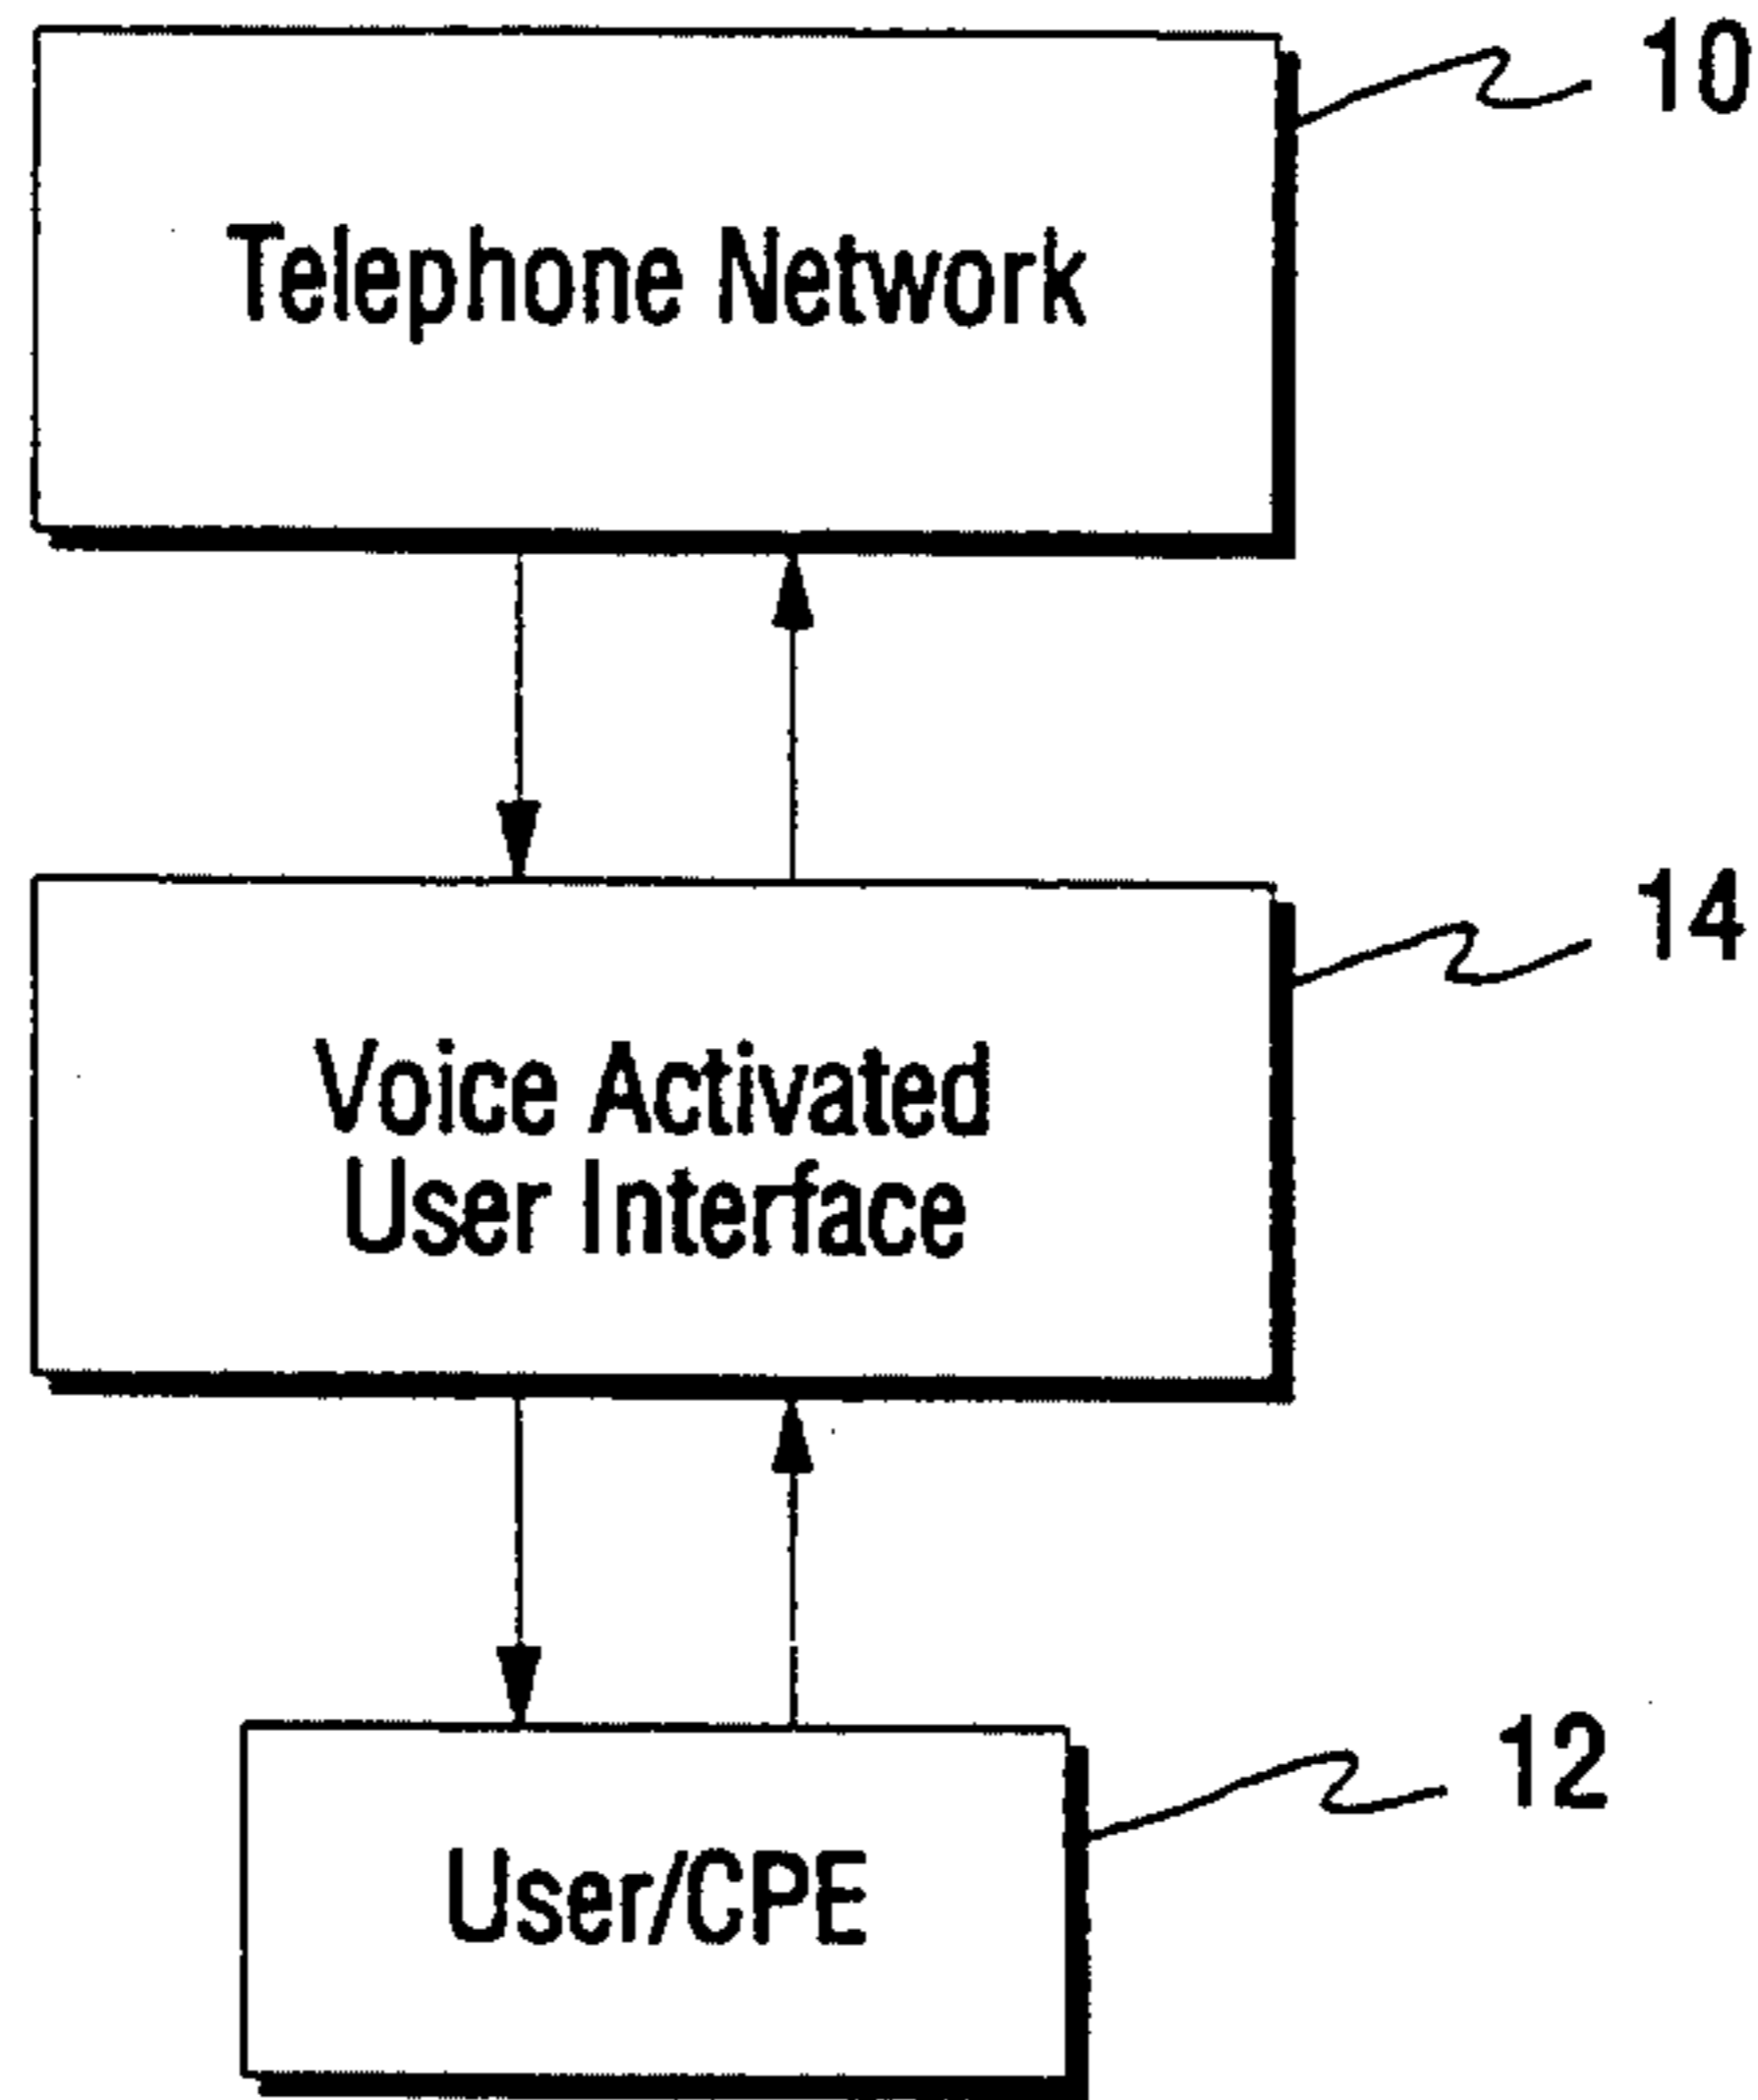 10
Telephone Network
14
Voice Activated
User Interface
12
User/CPE